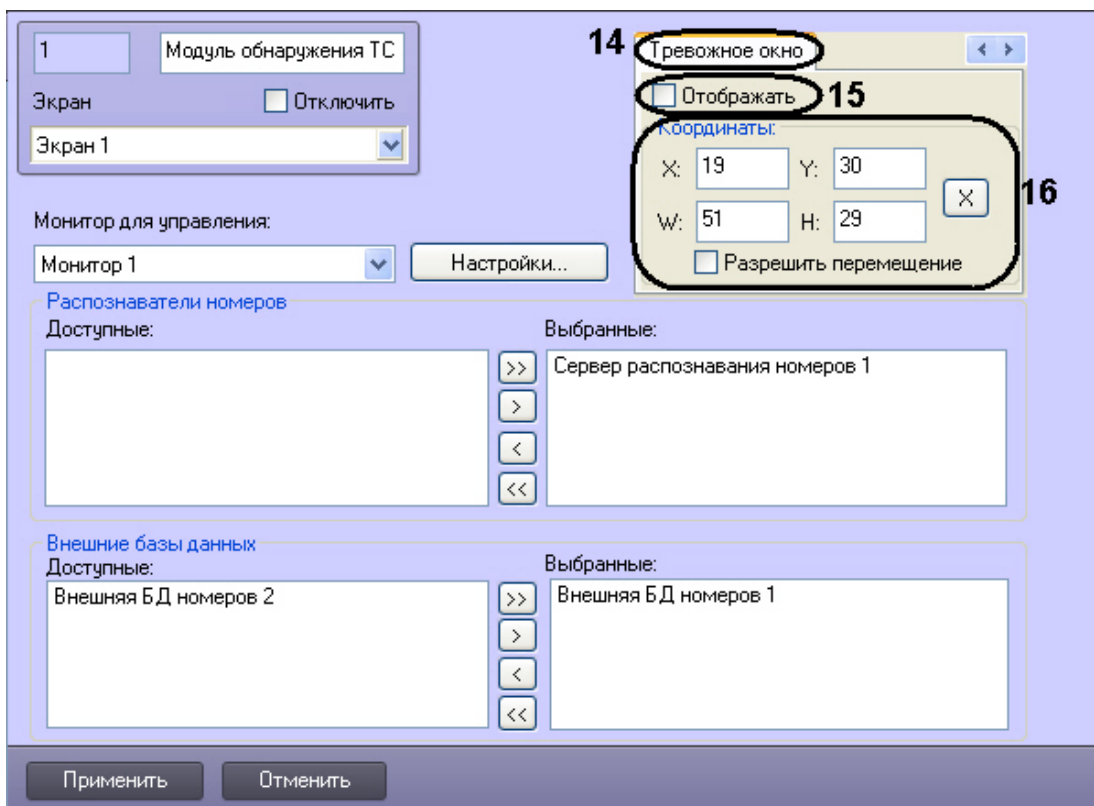 1
Модуль обнаружения ТС
Экран
Отключить
Экран 1
14
Тревожное окно
< >
Отображать
15
Координаты:
X: 19 Y: 30
X
16
W: 51 H: 29
Разрешить перемещение
Монитор для управления:
Монитор 1
Настройки...
Распознаватели номеров
Доступные:
Выбранные:
Сервер распознавания номеров 1
>>
>
<
<<
Внешние базы данных
Доступные:
Выбранные:
Внешняя БД номеров 2
Внешняя БД номеров 1
>>
>
<
<<
Применить
Отменить